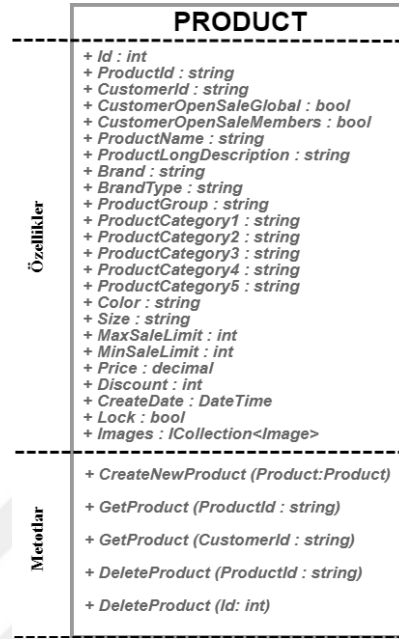 PRODUCT
Özellikler
+ Id : int
+ ProductId : string
+ CustomerId : string
+ CustomerOpenSaleGlobal : bool
+ CustomerOpenSaleMembers : bool
+ ProductName : string
+ ProductLongDescription : string
+ Brand : string
+ BrandType : string
+ ProductGroup : string
+ ProductCategory1 : string
+ ProductCategory2 : string
+ ProductCategory3 : string
+ ProductCategory4 : string
+ ProductCategory5 : string
+ Color : string
+ Size : string
+ MaxSaleLimit : int
+ MinSaleLimit : int
+ Price : decimal
+ Discount : int
+ CreateDate : DateTime
+ Lock : bool
+ Images : ICollection<Image>
Metotlar
+ CreateNewProduct (Product:Product)
+ GetProduct (ProductId : string)
+ GetProduct (CustomerId : string)
+ DeleteProduct (ProductId : string)
+ DeleteProduct (Id: int)